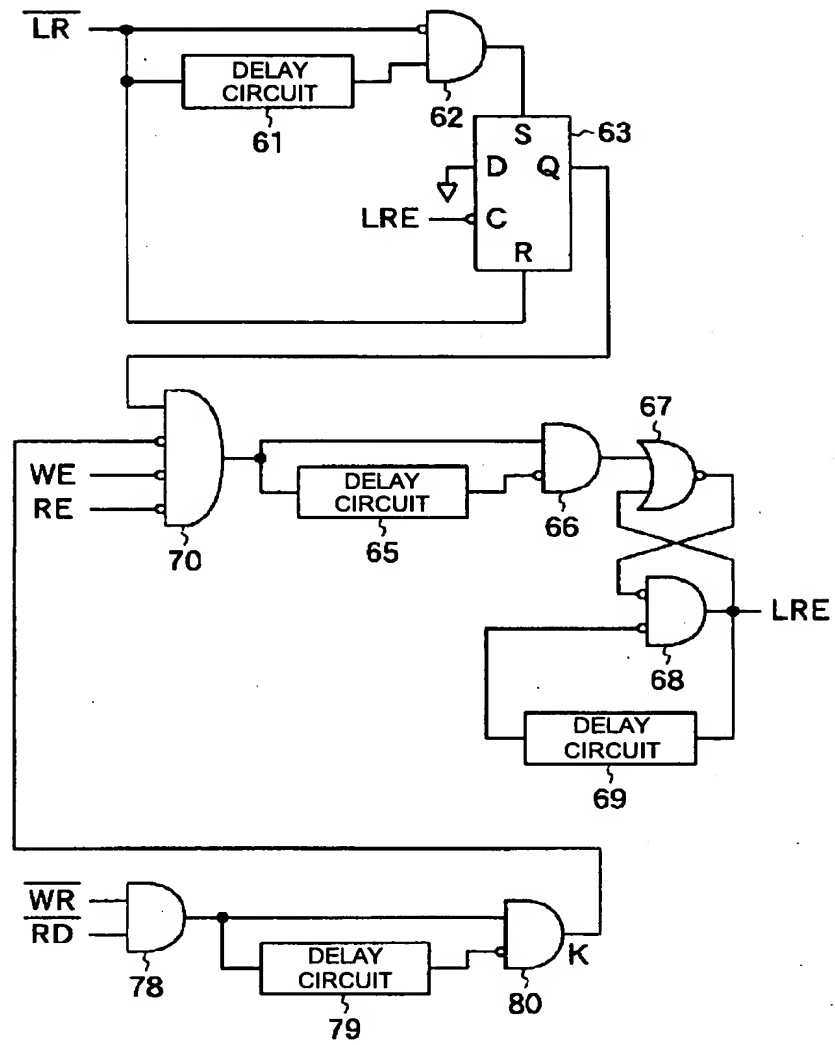 LR
DELAY
CIRCUIT
61
62
S
63
D
Q
LRE
C
R
67
WE
RE
70
DELAY
CIRCUIT
65
66
LRE
68
DELAY
CIRCUIT
69
WR
RD
78
DELAY
CIRCUIT
79
80
K